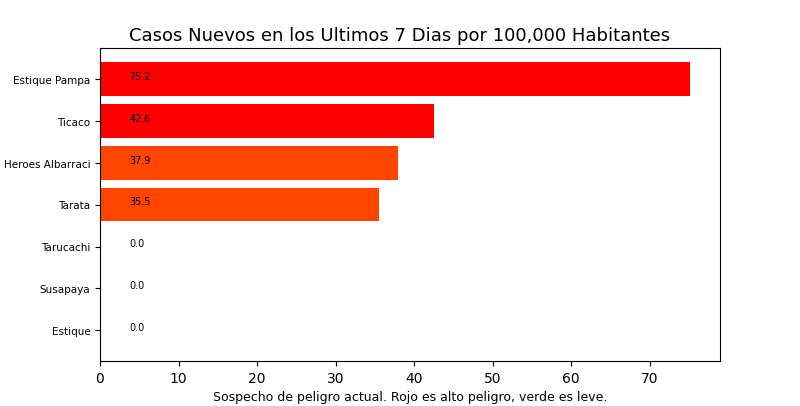 Casos Nuevos en los Ultimos 7 Dias por 100,000 Habitantes
Estique Pampa 75.2
Ticaco 42.6
Heroes Albarraci 37.9
Tarata 35.5
Tarucachi 0.0
Susapaya 0.0
Estique 0.0
0 10 20 30 40 50 60 70
Sospecho de peligro actual. Rojo es alto peligro, verde es leve.